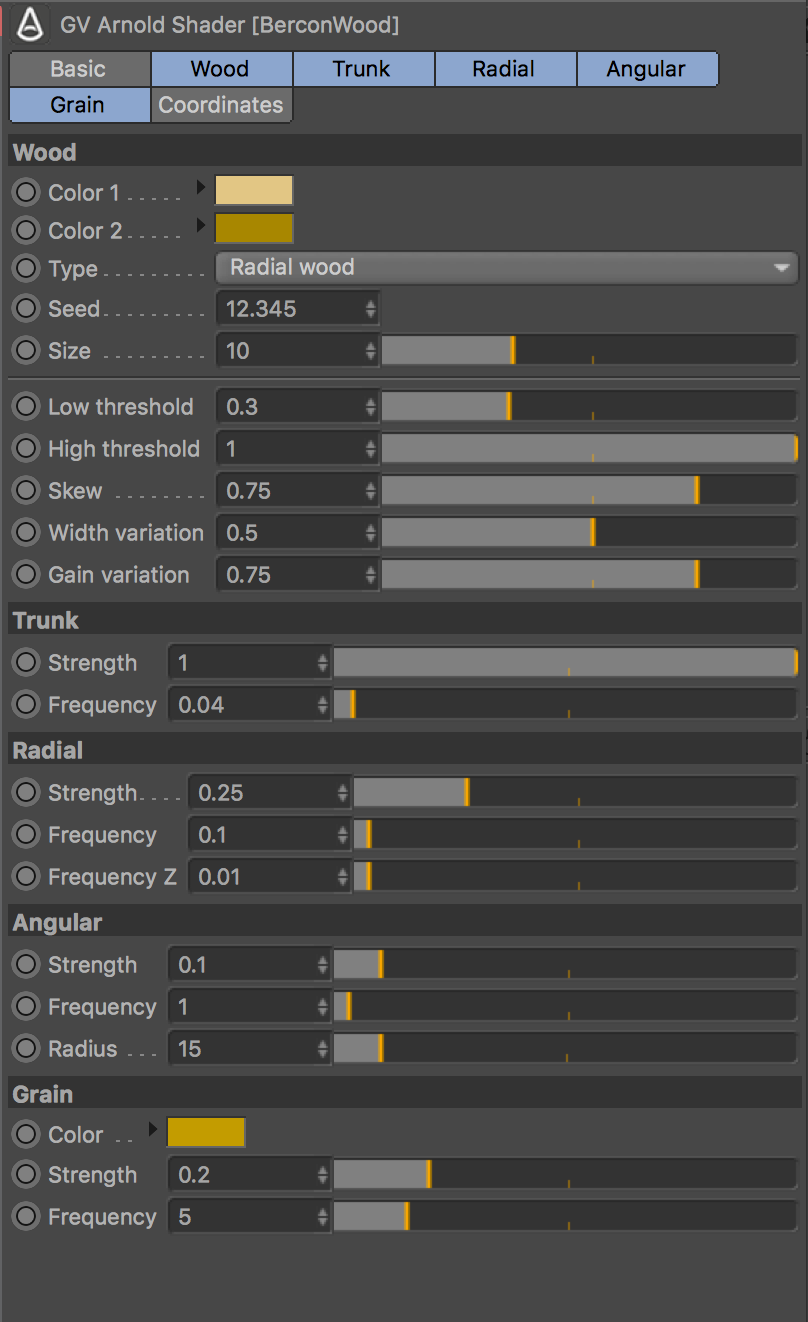 GV Arnold Shader [BerconWood]
Basic Wood Trunk Radial Angular
Grain Coordinates
Wood
Color 1 . . . . .
Color 2 . . . . .
Type . . . . . . . . Radial wood
Seed . . . . . . . . 12.345
Size . . . . . . . . 10
Low threshold 0.3
High threshold 1
Skew . . . . . . . 0.75
Width variation 0.5
Gain variation 0.75
Trunk
Strength 1
Frequency 0.04
Radial
Strength . . . . 0.25
Frequency 0.1
Frequency Z 0.01
Angular
Strength 0.1
Frequency 1
Radius . . . 15
Grain
Color . .
Strength 0.2
Frequency 5